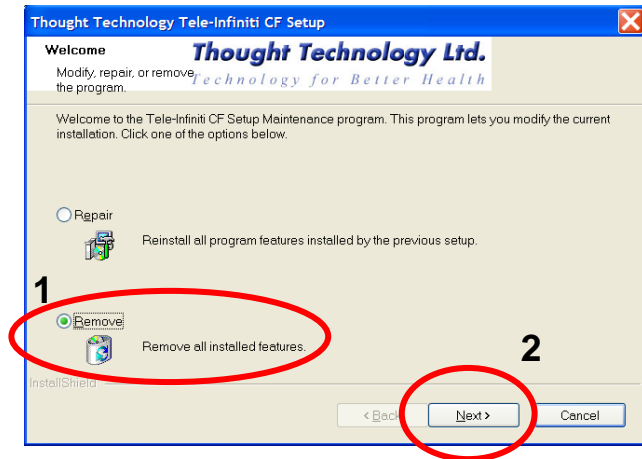 Thought Technology Tele-Infiniti CF Setup
Welcome
Thought Technology Ltd.
Modify, repair, or remove
the program.
Technology for Better Health
Welcome to the Tele-Infiniti CF Setup Maintenance program. This program lets you modify the current
installation. Click one of the options below.
Repair
Reinstall all program features installed by the previous setup.
1
Remove
Remove all installed features.
2
InstallShield
< Back
Next >
Cancel